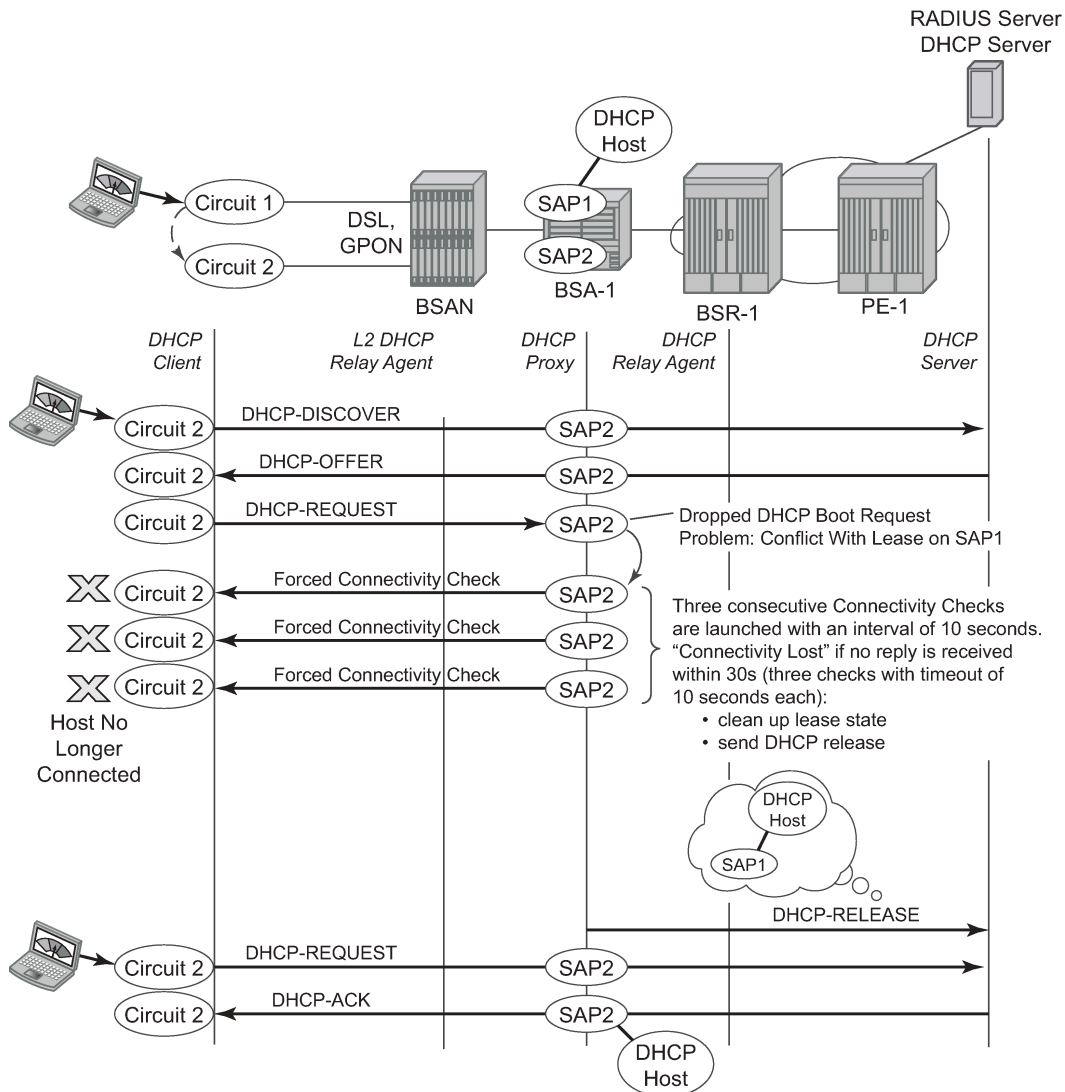 RADIUS Server
DHCP Server
DHCP
Host
Circuit 1
SAP1
DSL,
GPON
Circuit 2
SAP2
BSAN
BSA-1
BSR-1
PE-1
DHCP
Client
L2 DHCP
Relay Agent
DHCP
Proxy
DHCP
Relay Agent
DHCP
Server
Circuit 2
DHCP-DISCOVER
SAP2
Circuit 2
DHCP-OFFER
SAP2
Circuit 2
DHCP-REQUEST
SAP2
Dropped DHCP Boot Request
Problem: Conflict With Lease on SAP1
Circuit 2
Forced Connectivity Check
SAP2
Circuit 2
Forced Connectivity Check
SAP2
Circuit 2
Forced Connectivity Check
SAP2
Three consecutive Connectivity Checks
are launched with an interval of 10 seconds.
“Connectivity Lost” if no reply is received
within 30s (three checks with timeout of
10 seconds each):
• clean up lease state
• send DHCP release
Host No
Longer
Connected
DHCP
Host
SAP1
DHCP-RELEASE
Circuit 2
DHCP-REQUEST
SAP2
Circuit 2
DHCP-ACK
SAP2
DHCP
Host